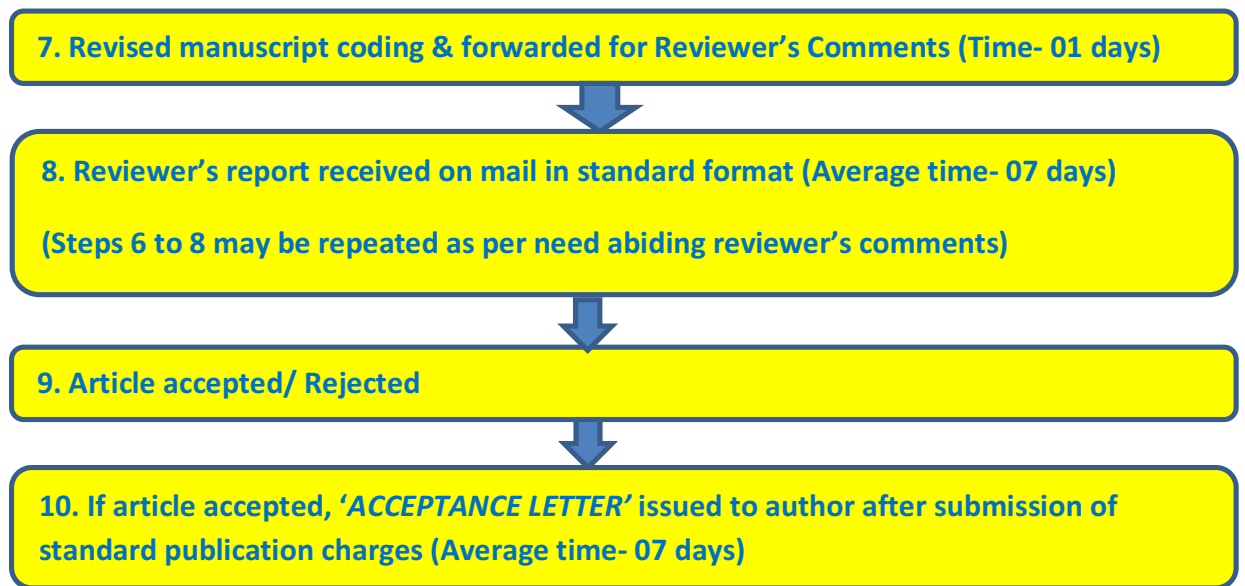 7. Revised manuscript coding & forwarded for Reviewer’s Comments (Time- 01 days)
8. Reviewer’s report received on mail in standard format (Average time- 07 days)
(Steps 6 to 8 may be repeated as per need abiding reviewer’s comments)
9. Article accepted/ Rejected
10. If article accepted, ‘ACCEPTANCE LETTER’ issued to author after submission of
standard publication charges (Average time- 07 days)